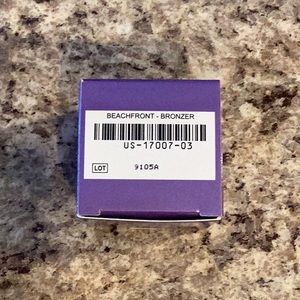 BEACHFRONT - BRONZER
US-17007-03
LOT 9105A